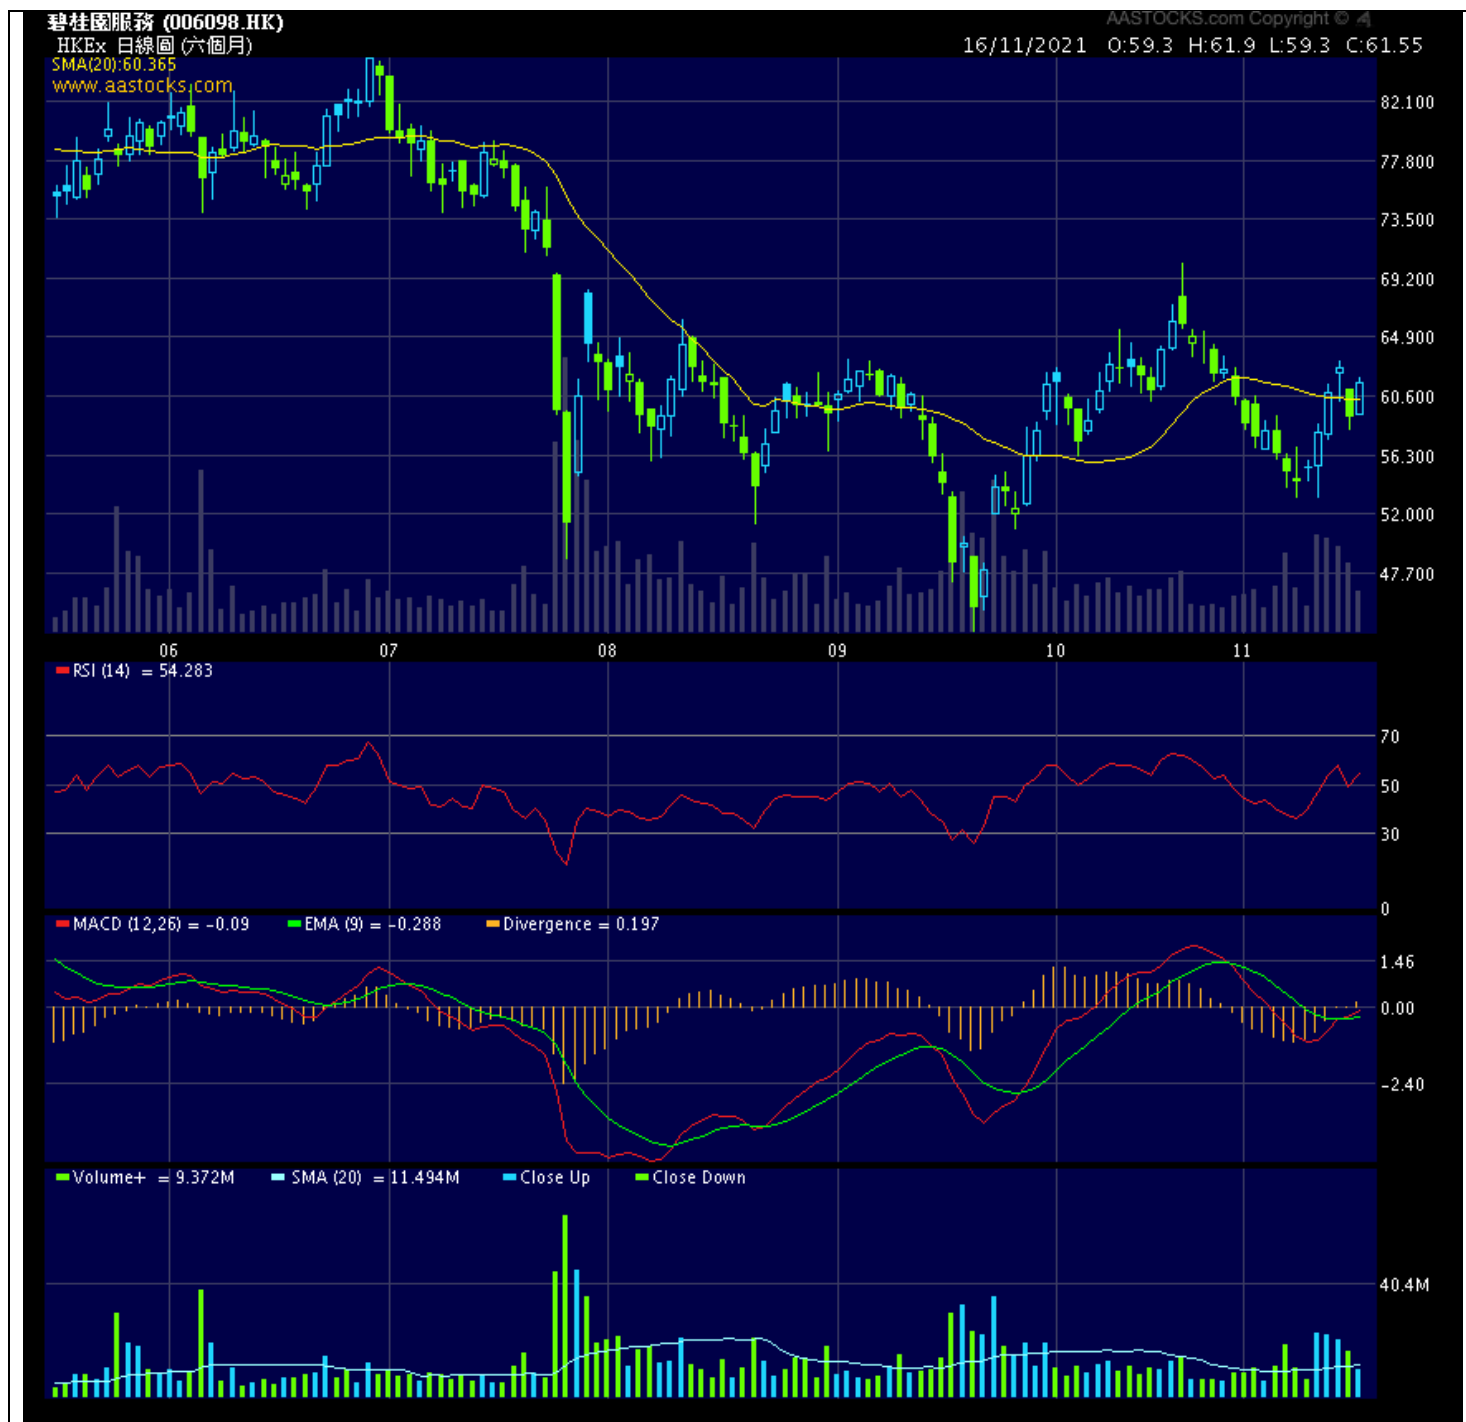 碧桂園服務 (006098.HK)
AASTOCKS.com Copyright ©
HKEx 日線圖 (六個月)
16/11/2021 O:59.3 H:61.9 L:59.3 C:61.55
SMA(20):60.365
www.aastocks.com
82.100
77.800
73.500
69.200
64.900
60.600
56.300
52.000
47.700
06 07 08 09 10 11
RSI (14) = 54.283
70
50
30
0
MACD (12,26) = -0.09 EMA (9) = -0.288 Divergence = 0.197
1.46
0.00
-2.40
Volume+ = 9.372M SMA (20) = 11.494M Close Up Close Down
40.4M